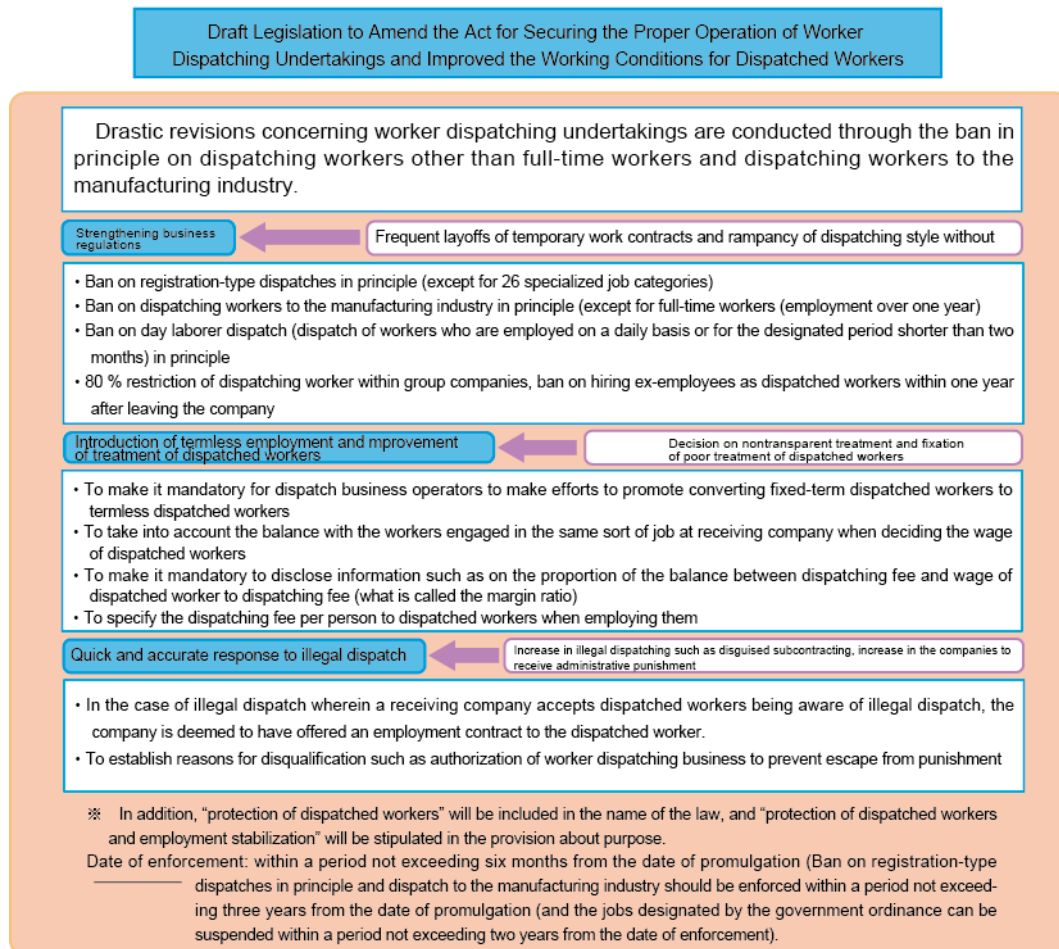 Draft Legislation to Amend the Act for Securing the Proper Operation of Worker
Dispatching Undertakings and Improved the Working Conditions for Dispatched Workers
Drastic revisions concerning worker dispatching undertakings are conducted through the ban in
principle on dispatching workers other than full-time workers and dispatching workers to the
manufacturing industry.
Strengthening business
regulations
Frequent layoffs of temporary work contracts and rampancy of dispatching style without
• Ban on registration-type dispatches in principle (except for 26 specialized job categories)
• Ban on dispatching workers to the manufacturing industry in principle (except for full-time workers (employment over one year)
• Ban on day laborer dispatch (dispatch of workers who are employed on a daily basis or for the designated period shorter than two
months) in principle
• 80 % restriction of dispatching worker within group companies, ban on hiring ex-employees as dispatched workers within one year
after leaving the company
Introduction of termless employment and mprovement
of treatment of dispatched workers
Decision on nontransparent treatment and fixation
of poor treatment of dispatched workers
• To make it mandatory for dispatch business operators to make efforts to promote converting fixed-term dispatched workers to
termless dispatched workers
• To take into account the balance with the workers engaged in the same sort of job at receiving company when deciding the wage
of dispatched workers
• To make it mandatory to disclose information such as on the proportion of the balance between dispatching fee and wage of
dispatched worker to dispatching fee (what is called the margin ratio)
• To specify the dispatching fee per person to dispatched workers when employing them
Quick and accurate response to illegal dispatch
Increase in illegal dispatching such as disguised subcontracting, increase in the companies to
receive administrative punishment
• In the case of illegal dispatch wherein a receiving company accepts dispatched workers being aware of illegal dispatch, the
company is deemed to have offered an employment contract to the dispatched worker.
• To establish reasons for disqualification such as authorization of worker dispatching business to prevent escape from punishment
※ In addition, “protection of dispatched workers” will be included in the name of the law, and “protection of dispatched workers
and employment stabilization” will be stipulated in the provision about purpose.
Date of enforcement: within a period not exceeding six months from the date of promulgation (Ban on registration-type
dispatches in principle and dispatch to the manufacturing industry should be enforced within a period not exceed-
ing three years from the date of promulgation (and the jobs designated by the government ordinance can be
suspended within a period not exceeding two years from the date of enforcement).